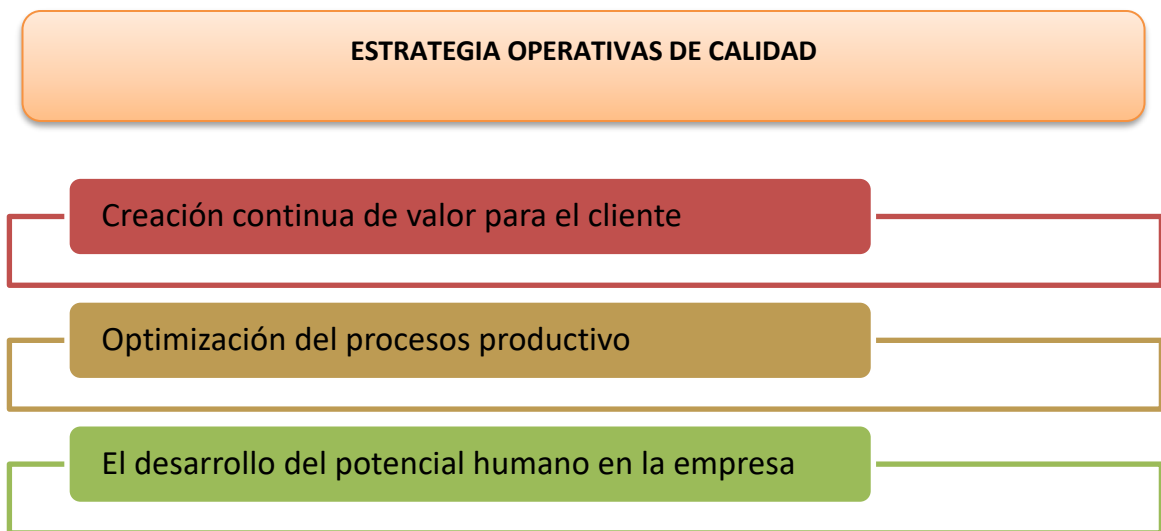 ESTRATEGIA OPERATIVAS DE CALIDAD
Creación continua de valor para el cliente
Optimización del procesos productivo
El desarrollo del potencial humano en la empresa